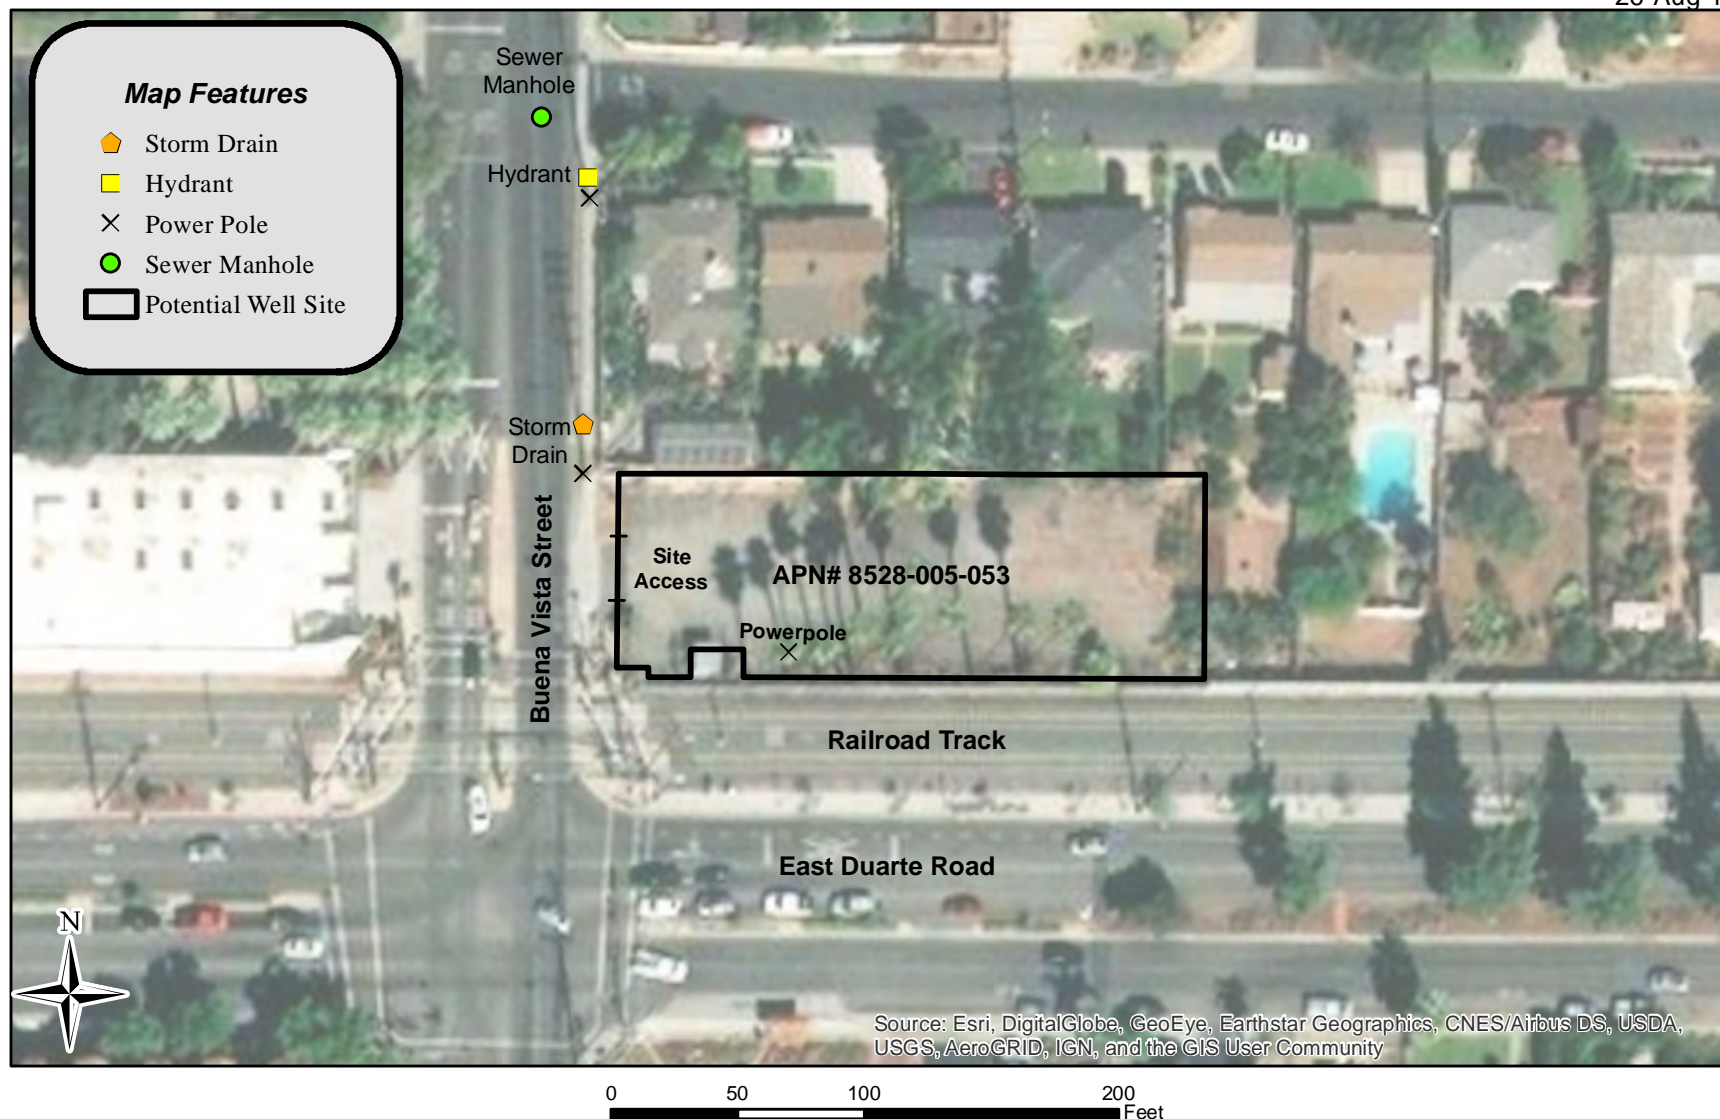 Map Features
Storm Drain
Hydrant
Power Pole
Sewer Manhole
Potential Well Site
Sewer
Manhole
Hydrant
Storm
Drain
Buena Vista Street
Site
Access
APN# 8528-005-053
Powerpole
Railroad Track
East Duarte Road
N
Source: Esri, DigitalGlobe, GeoEye, Earthstar Geographics, CNES/Airbus DS, USDA,
USGS, AeroGRID, IGN, and the GIS User Community
0 50 100 200
Feet